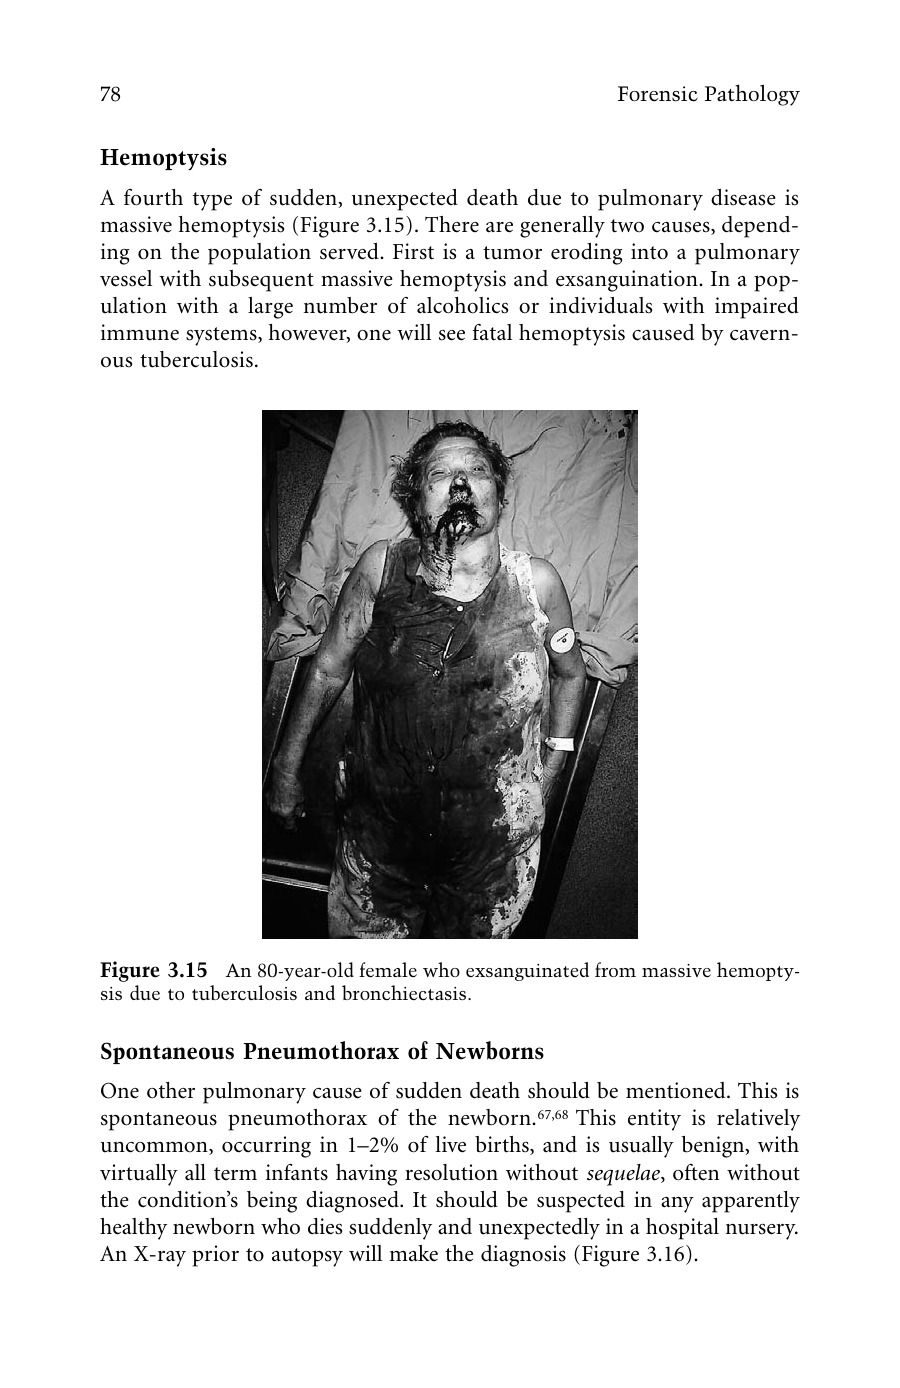 78 Forensic Pathology
Hemoptysis
A fourth type of sudden, unexpected death due to pulmonary disease is
massive hemoptysis (Figure 3.15). There are generally two causes, depend-
ing on the population served. First is a tumor eroding into a pulmonary
vessel with subsequent massive hemoptysis and exsanguination. In a pop-
ulation with a large number of alcoholics or individuals with impaired
immune systems, however, one will see fatal hemoptysis caused by cavern-
ous tuberculosis.
Figure 3.15 An 80-year-old female who exsanguinated from massive hemopty-
sis due to tuberculosis and bronchiectasis.
Spontaneous Pneumothorax of Newborns
One other pulmonary cause of sudden death should be mentioned. This is
spontaneous pneumothorax of the newborn.67,68 This entity is relatively
uncommon, occurring in 1–2% of live births, and is usually benign, with
virtually all term infants having resolution without sequelae, often without
the condition’s being diagnosed. It should be suspected in any apparently
healthy newborn who dies suddenly and unexpectedly in a hospital nursery.
An X-ray prior to autopsy will make the diagnosis (Figure 3.16).